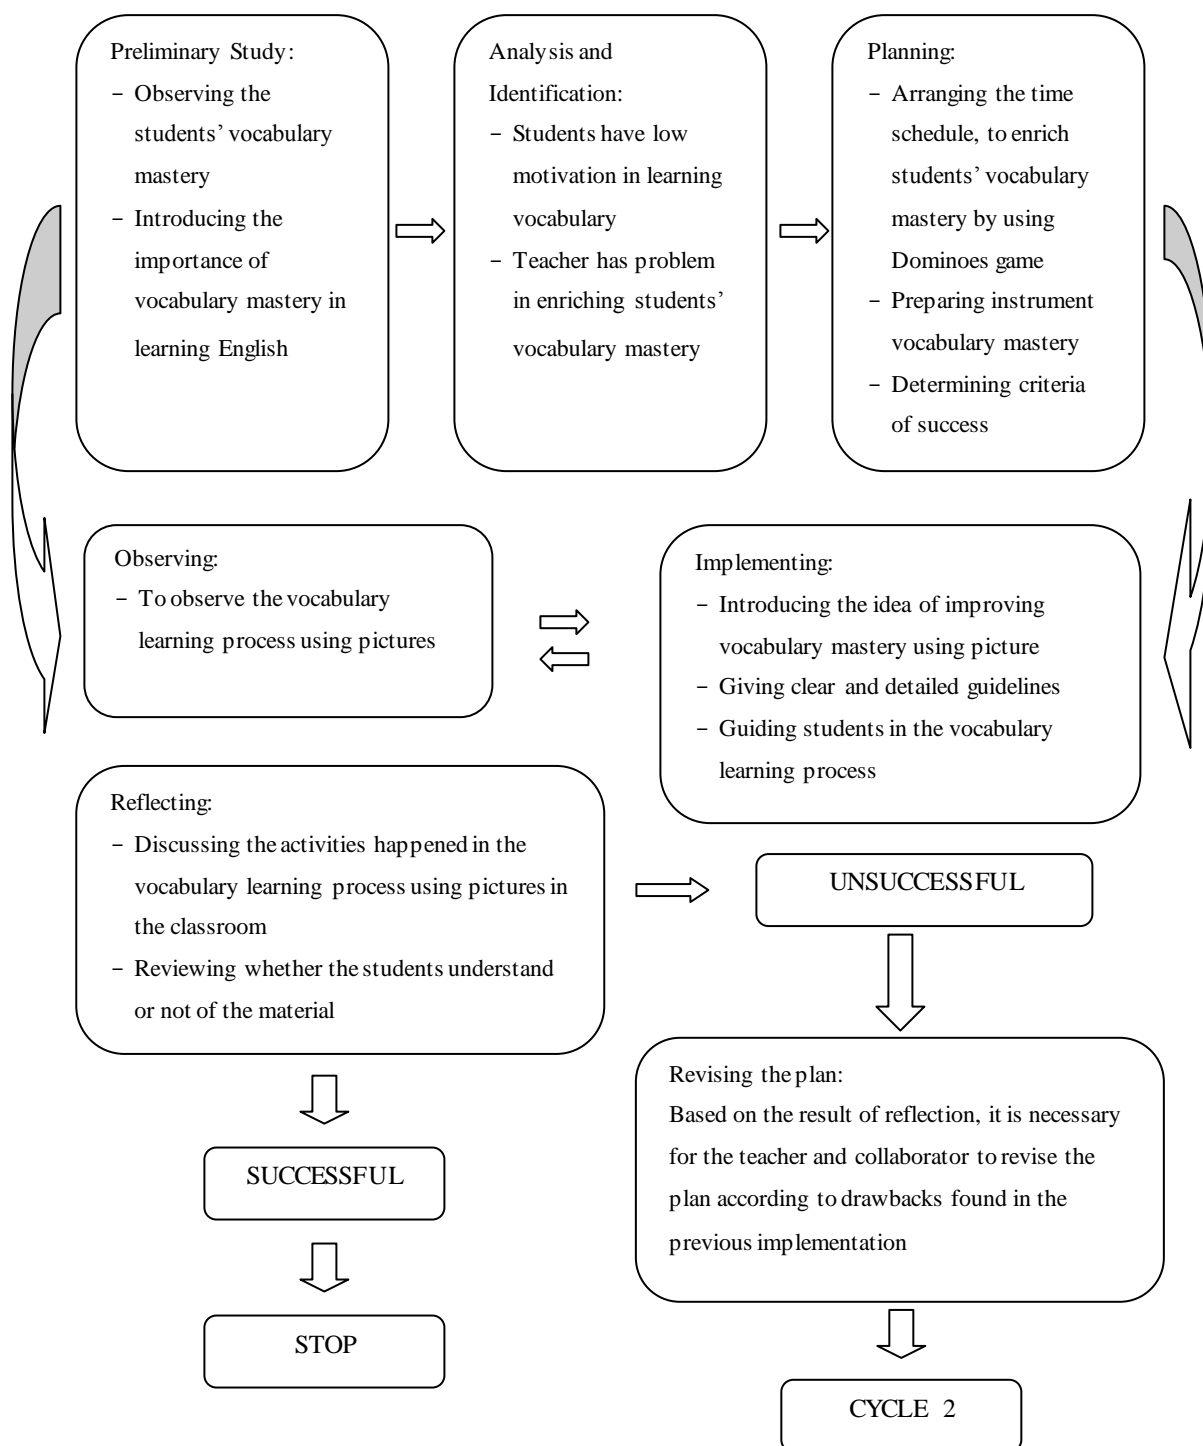 Preliminary Study:
- Observing the
students' vocabulary
mastery
- Introducing the
importance of
vocabulary mastery in
learning English
Analysis and
Identification:
- Students have low
motivation in learning
vocabulary
- Teacher has problem
in enriching students'
vocabulary mastery
Planning:
- Arranging the time
schedule, to enrich
students' vocabulary
mastery by using
Dominoes game
- Preparing instrument
vocabulary mastery
- Determining criteria
of success
Observing:
- To observe the vocabulary
learning process using pictures
Implementing:
- Introducing the idea of improving
vocabulary mastery using picture
- Giving clear and detailed guidelines
- Guiding students in the vocabulary
learning process
Reflecting:
- Discussing the activities happened in the
vocabulary learning process using pictures in
the classroom
- Reviewing whether the students understand
or not of the material
UNSUCCESSFUL
Revising the plan:
Based on the result of reflection, it is necessary
for the teacher and collaborator to revise the
plan according to drawbacks found in the
previous implementation
SUCCESSFUL
STOP
CYCLE 2